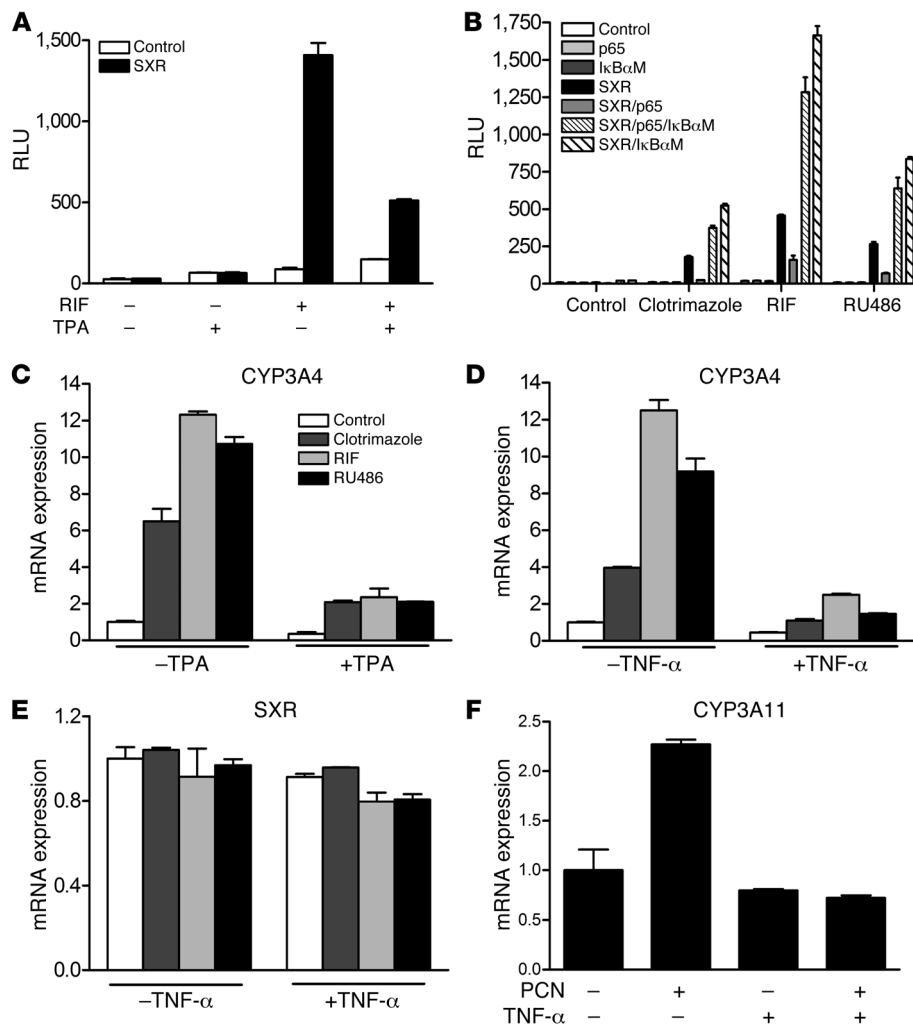 A
RLU
1,500
1,000
500
0
Control
SXR
RIF – – + +
TPA – + – +
B
RLU
1,750
1,500
1,250
1,000
750
500
250
0
Control
p65
IκBαM
SXR
SXR/p65
SXR/p65/IκBαM
SXR/IκBαM
Control Clotrimazole RIF RU486
C
CYP3A4
mRNA expression
14
12
10
8
6
4
2
0
Control
Clotrimazole
RIF
RU486
–TPA +TPA
D
CYP3A4
mRNA expression
14
12
10
8
6
4
2
0
–TNF-α +TNF-α
E
SXR
mRNA expression
1.2
0.8
0.4
0.0
–TNF-α +TNF-α
F
CYP3A11
mRNA expression
2.5
2.0
1.5
1.0
0.5
0.0
PCN – + – +
TNF-α – – + +